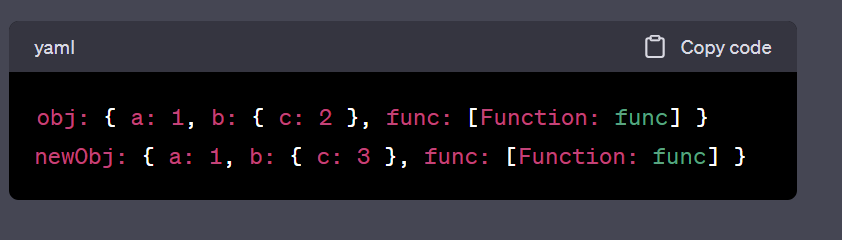 yaml Copy code
obj: { a: 1, b: { c: 2 }, func: [Function: func] }
newObj: { a: 1, b: { c: 3 }, func: [Function: func] }